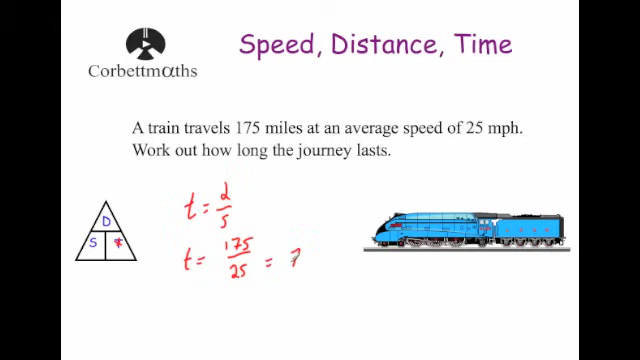 Speed, Distance, Time
Corbettmαths
A train travels 175 miles at an average speed of 25 mph.
Work out how long the journey lasts.
D
S t
t = d/s
t = 175/25 = 7